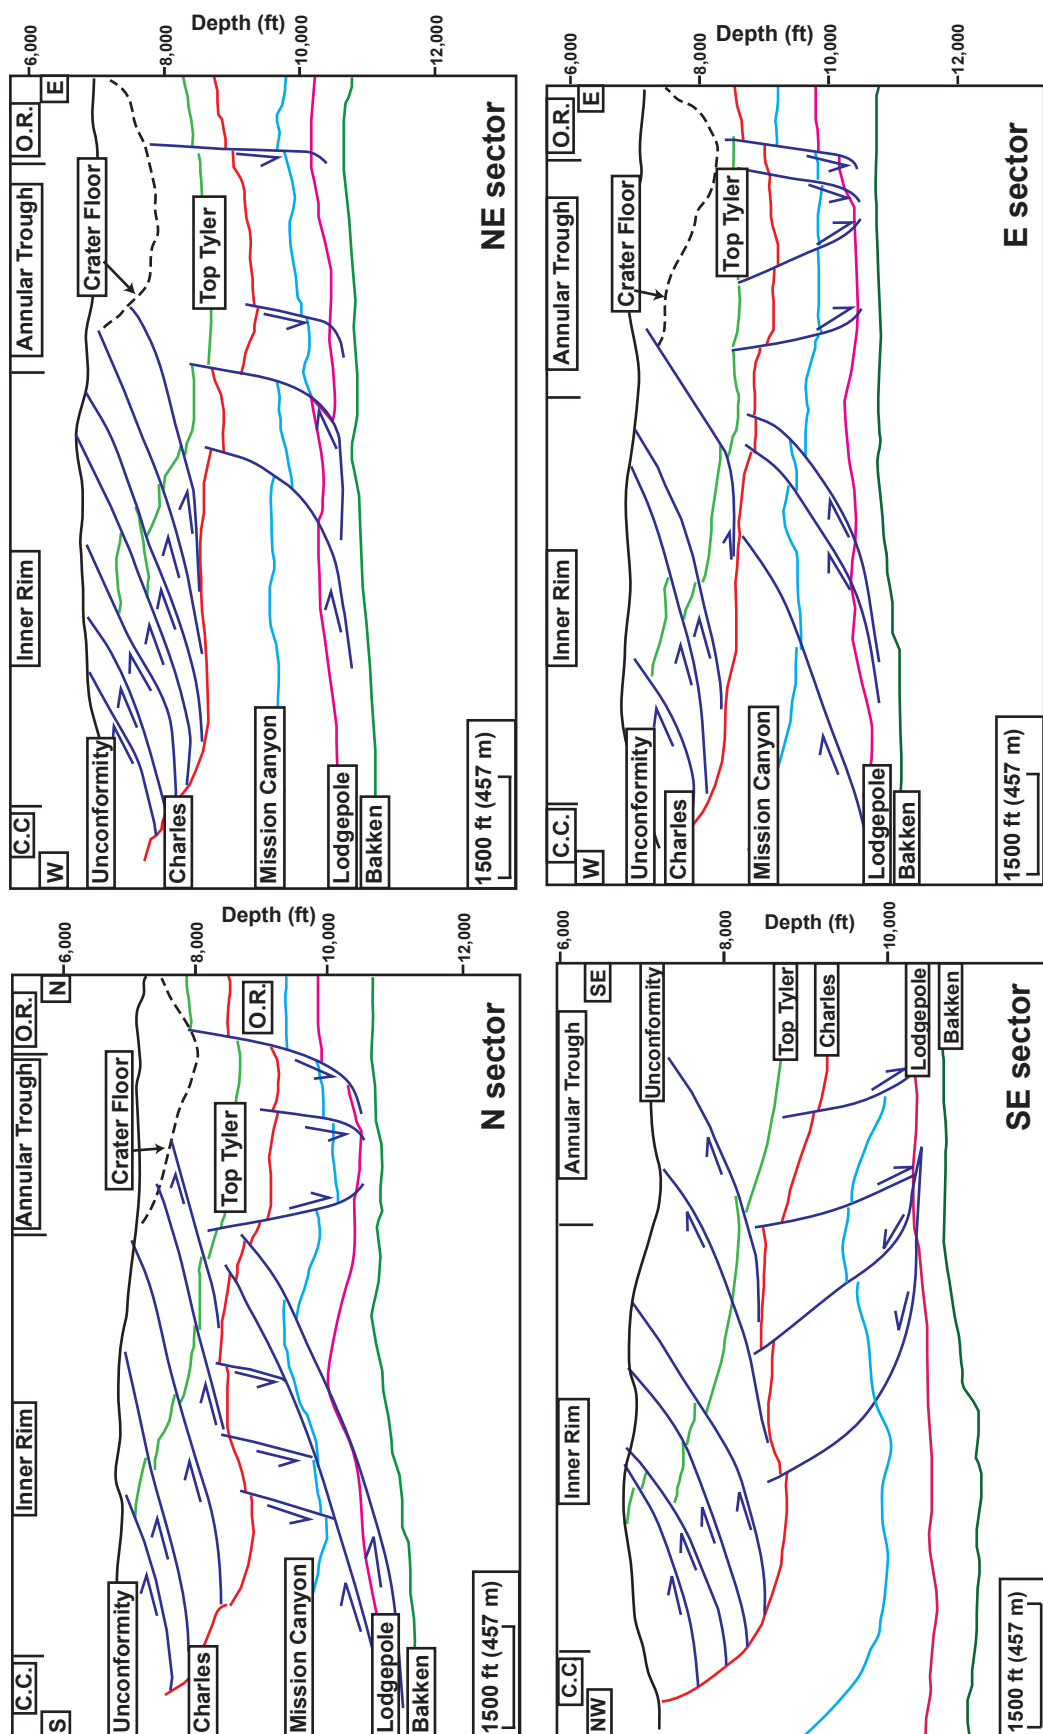 Depth (ft)
6,000
8,000
10,000
12,000
C.C.
Inner Rim
Annular Trough
O.R.
W
E
Unconformity
Crater Floor
Top Tyler
Charles
Mission Canyon
Lodgepole
Bakken
1500 ft (457 m)
NE sector
Depth (ft)
6,000
8,000
10,000
12,000
C.C.
Inner Rim
Annular Trough
O.R.
W
E
Unconformity
Crater Floor
Top Tyler
Charles
Mission Canyon
Lodgepole
Bakken
1500 ft (457 m)
E sector
Depth (ft)
6,000
8,000
10,000
12,000
C.C.
Inner Rim
Annular Trough
O.R.
S
N
Unconformity
Crater Floor
Top Tyler
O.R.
Charles
Mission Canyon
Lodgepole
Bakken
1500 ft (457 m)
N sector
Depth (ft)
6,000
8,000
10,000
C.C
Inner Rim
Annular Trough
NW
SE
Unconformity
Top Tyler
Charles
Lodgepole
Bakken
1500 ft (457 m)
SE sector